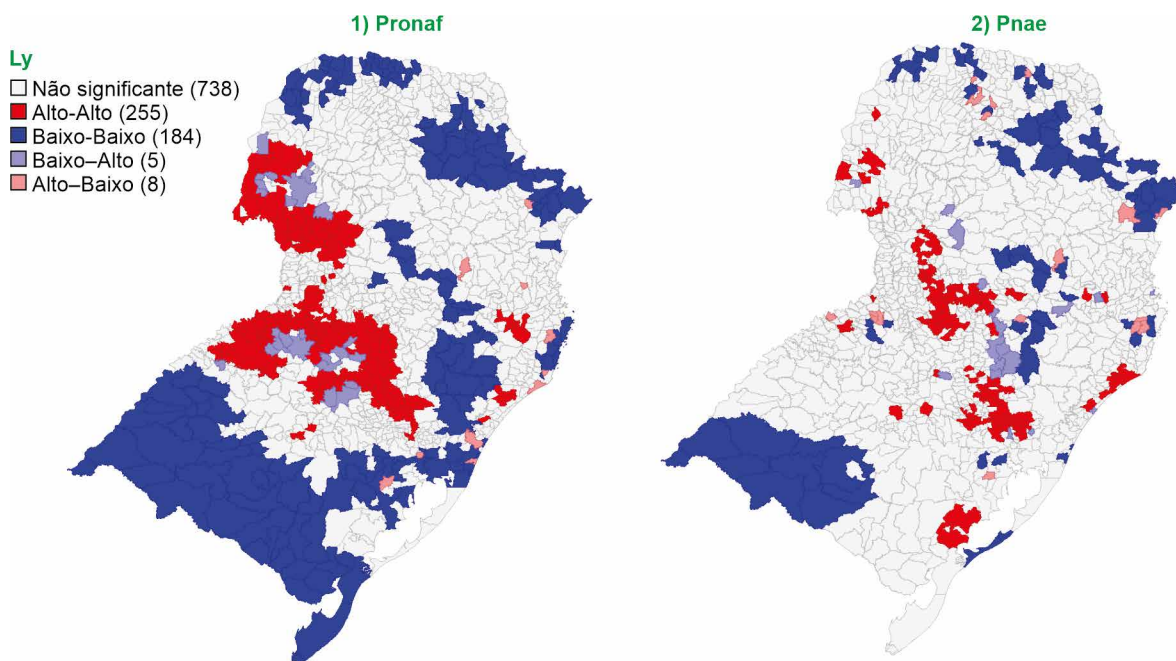 1) Pronaf
2) Pnae
Ly
Não significante (738)
Alto-Alto (255)
Baixo-Baixo (184)
Baixo–Alto (5)
Alto–Baixo (8)